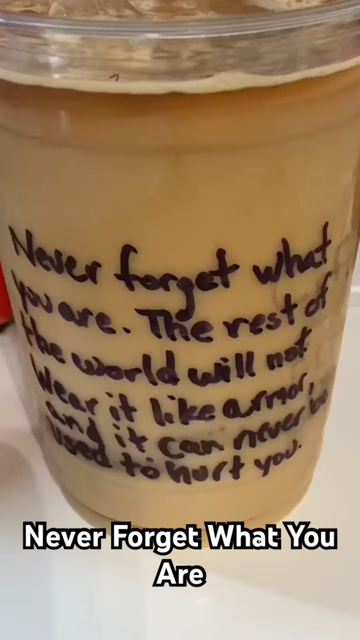 Never forget what
you are. The rest of
the world will not.
Wear it like armor,
and it can never be
used to hurt you.
Never Forget What You
Are